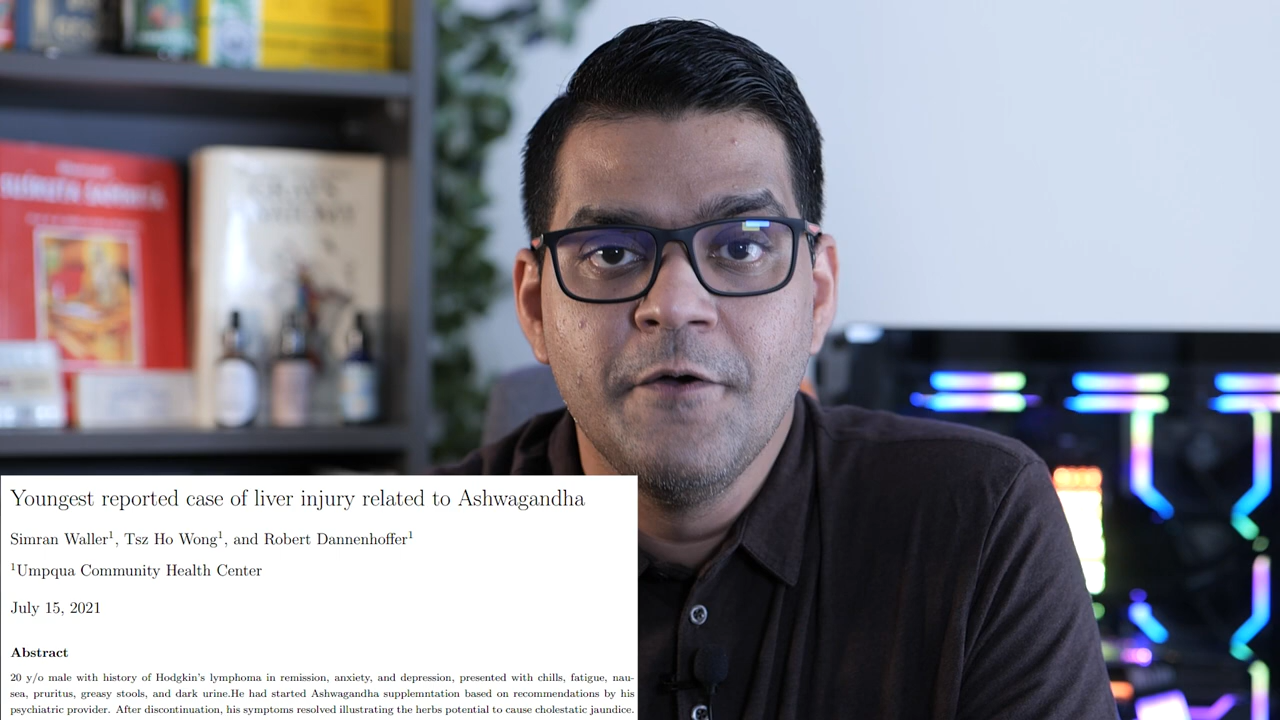 SUŚRUTA SAMHITĀ
Youngest reported case of liver injury related to Ashwagandha
Simran Waller¹, Tsz Ho Wong¹, and Robert Dannenhoffer¹
¹Umpqua Community Health Center
July 15, 2021
Abstract
20 y/o male with history of Hodgkin's lymphoma in remission, anxiety, and depression, presented with chills, fatigue, nau-
sea, pruritus, greasy stools, and dark urine.He had started Ashwagandha supplemntation based on recommendations by his
psychiatric provider. After discontinuation, his symptoms resolved illustrating the herbs potential to cause cholestatic jaundice.